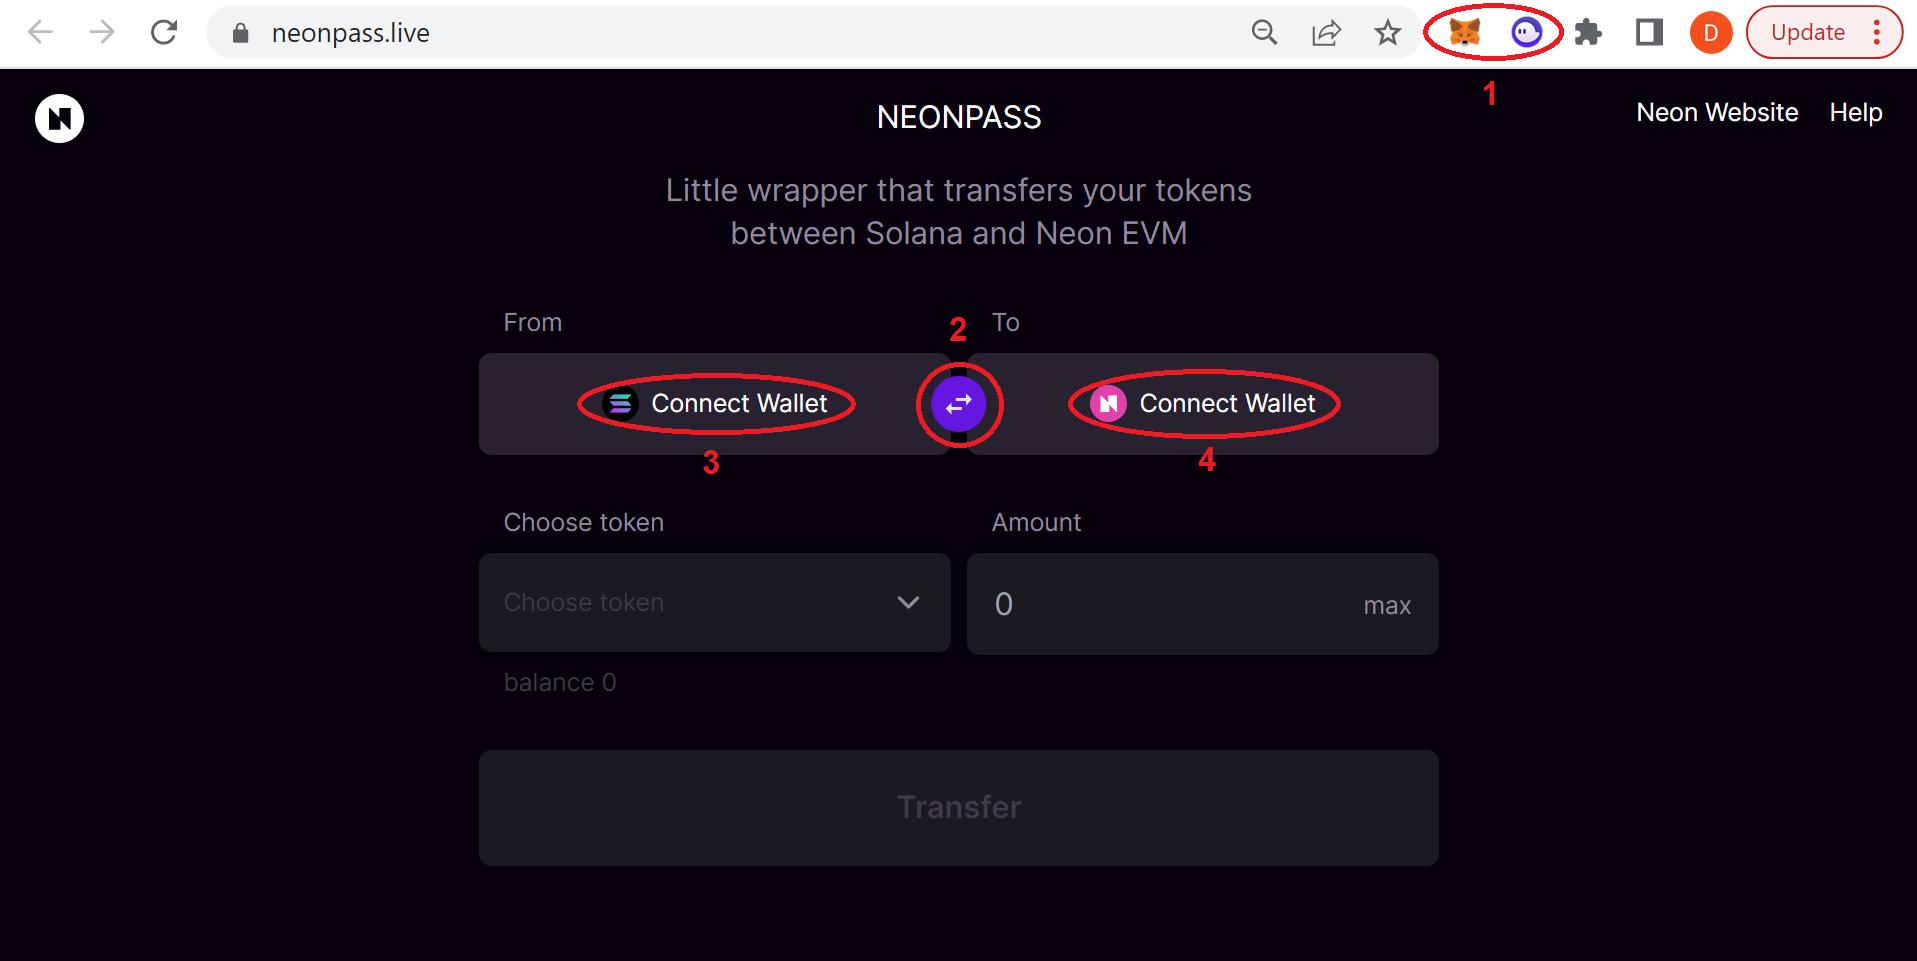 neonpass.live
D
Update
1
NEONPASS
Neon Website
Help
Little wrapper that transfers your tokens
between Solana and Neon EVM
From
2
To
Connect Wallet
Connect Wallet
3
4
Choose token
Amount
Choose token
0
max
balance 0
Transfer